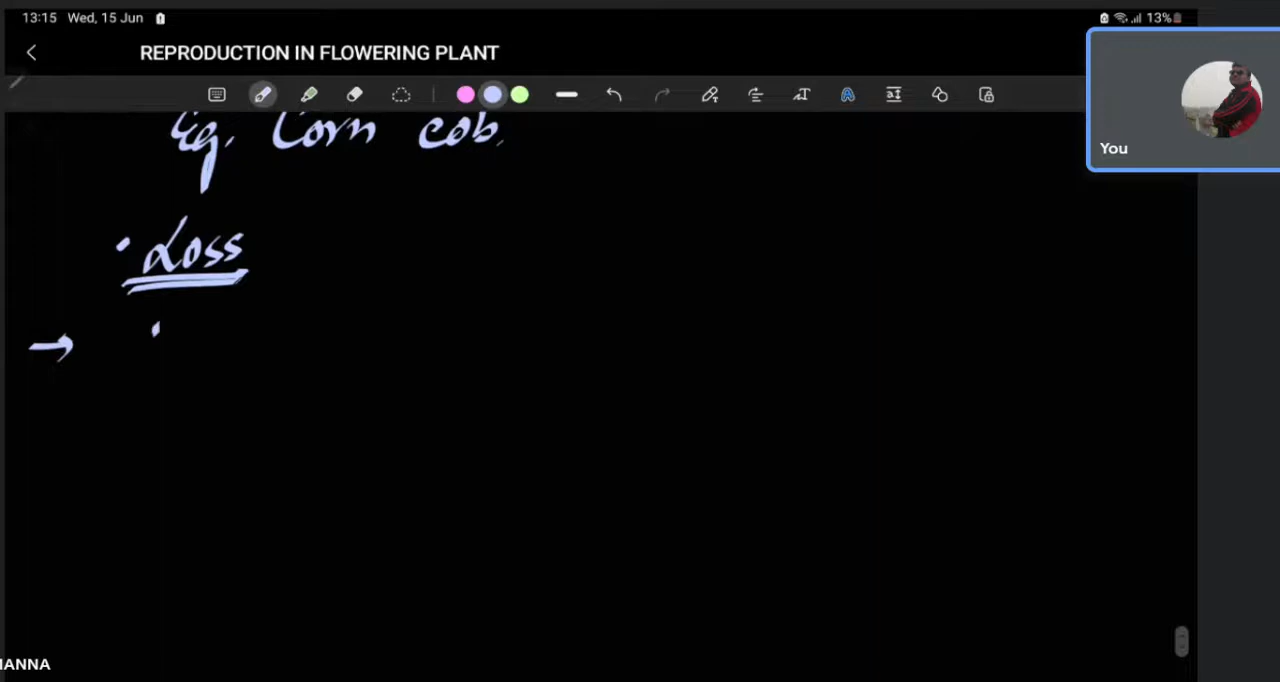 13:15 Wed, 15 Jun 13%
REPRODUCTION IN FLOWERING PLANT
You
Eg. Corn cob.
· Loss
→ ·
IANNA